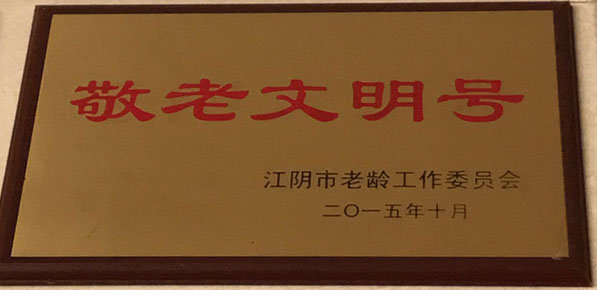 敬老文明号
江阴市老龄工作委员会
二〇一五年十月